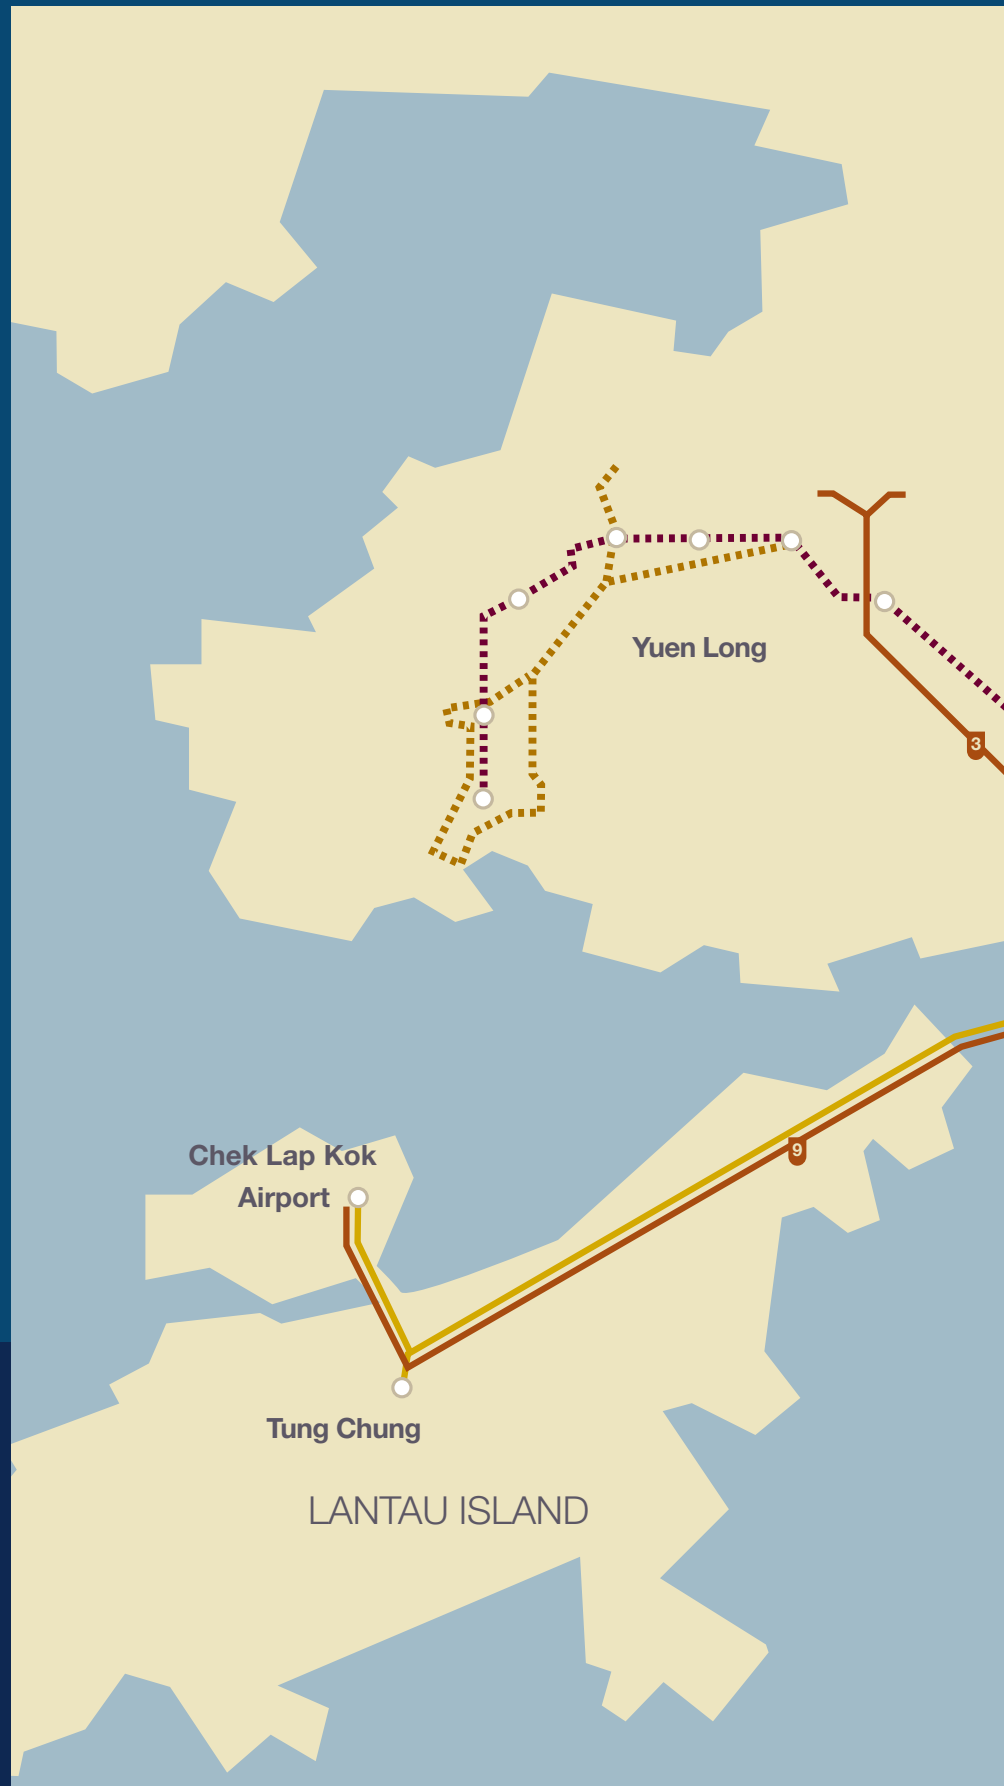 Yuen Long
3
9
Chek Lap Kok
Airport
Tung Chung
LANTAU ISLAND